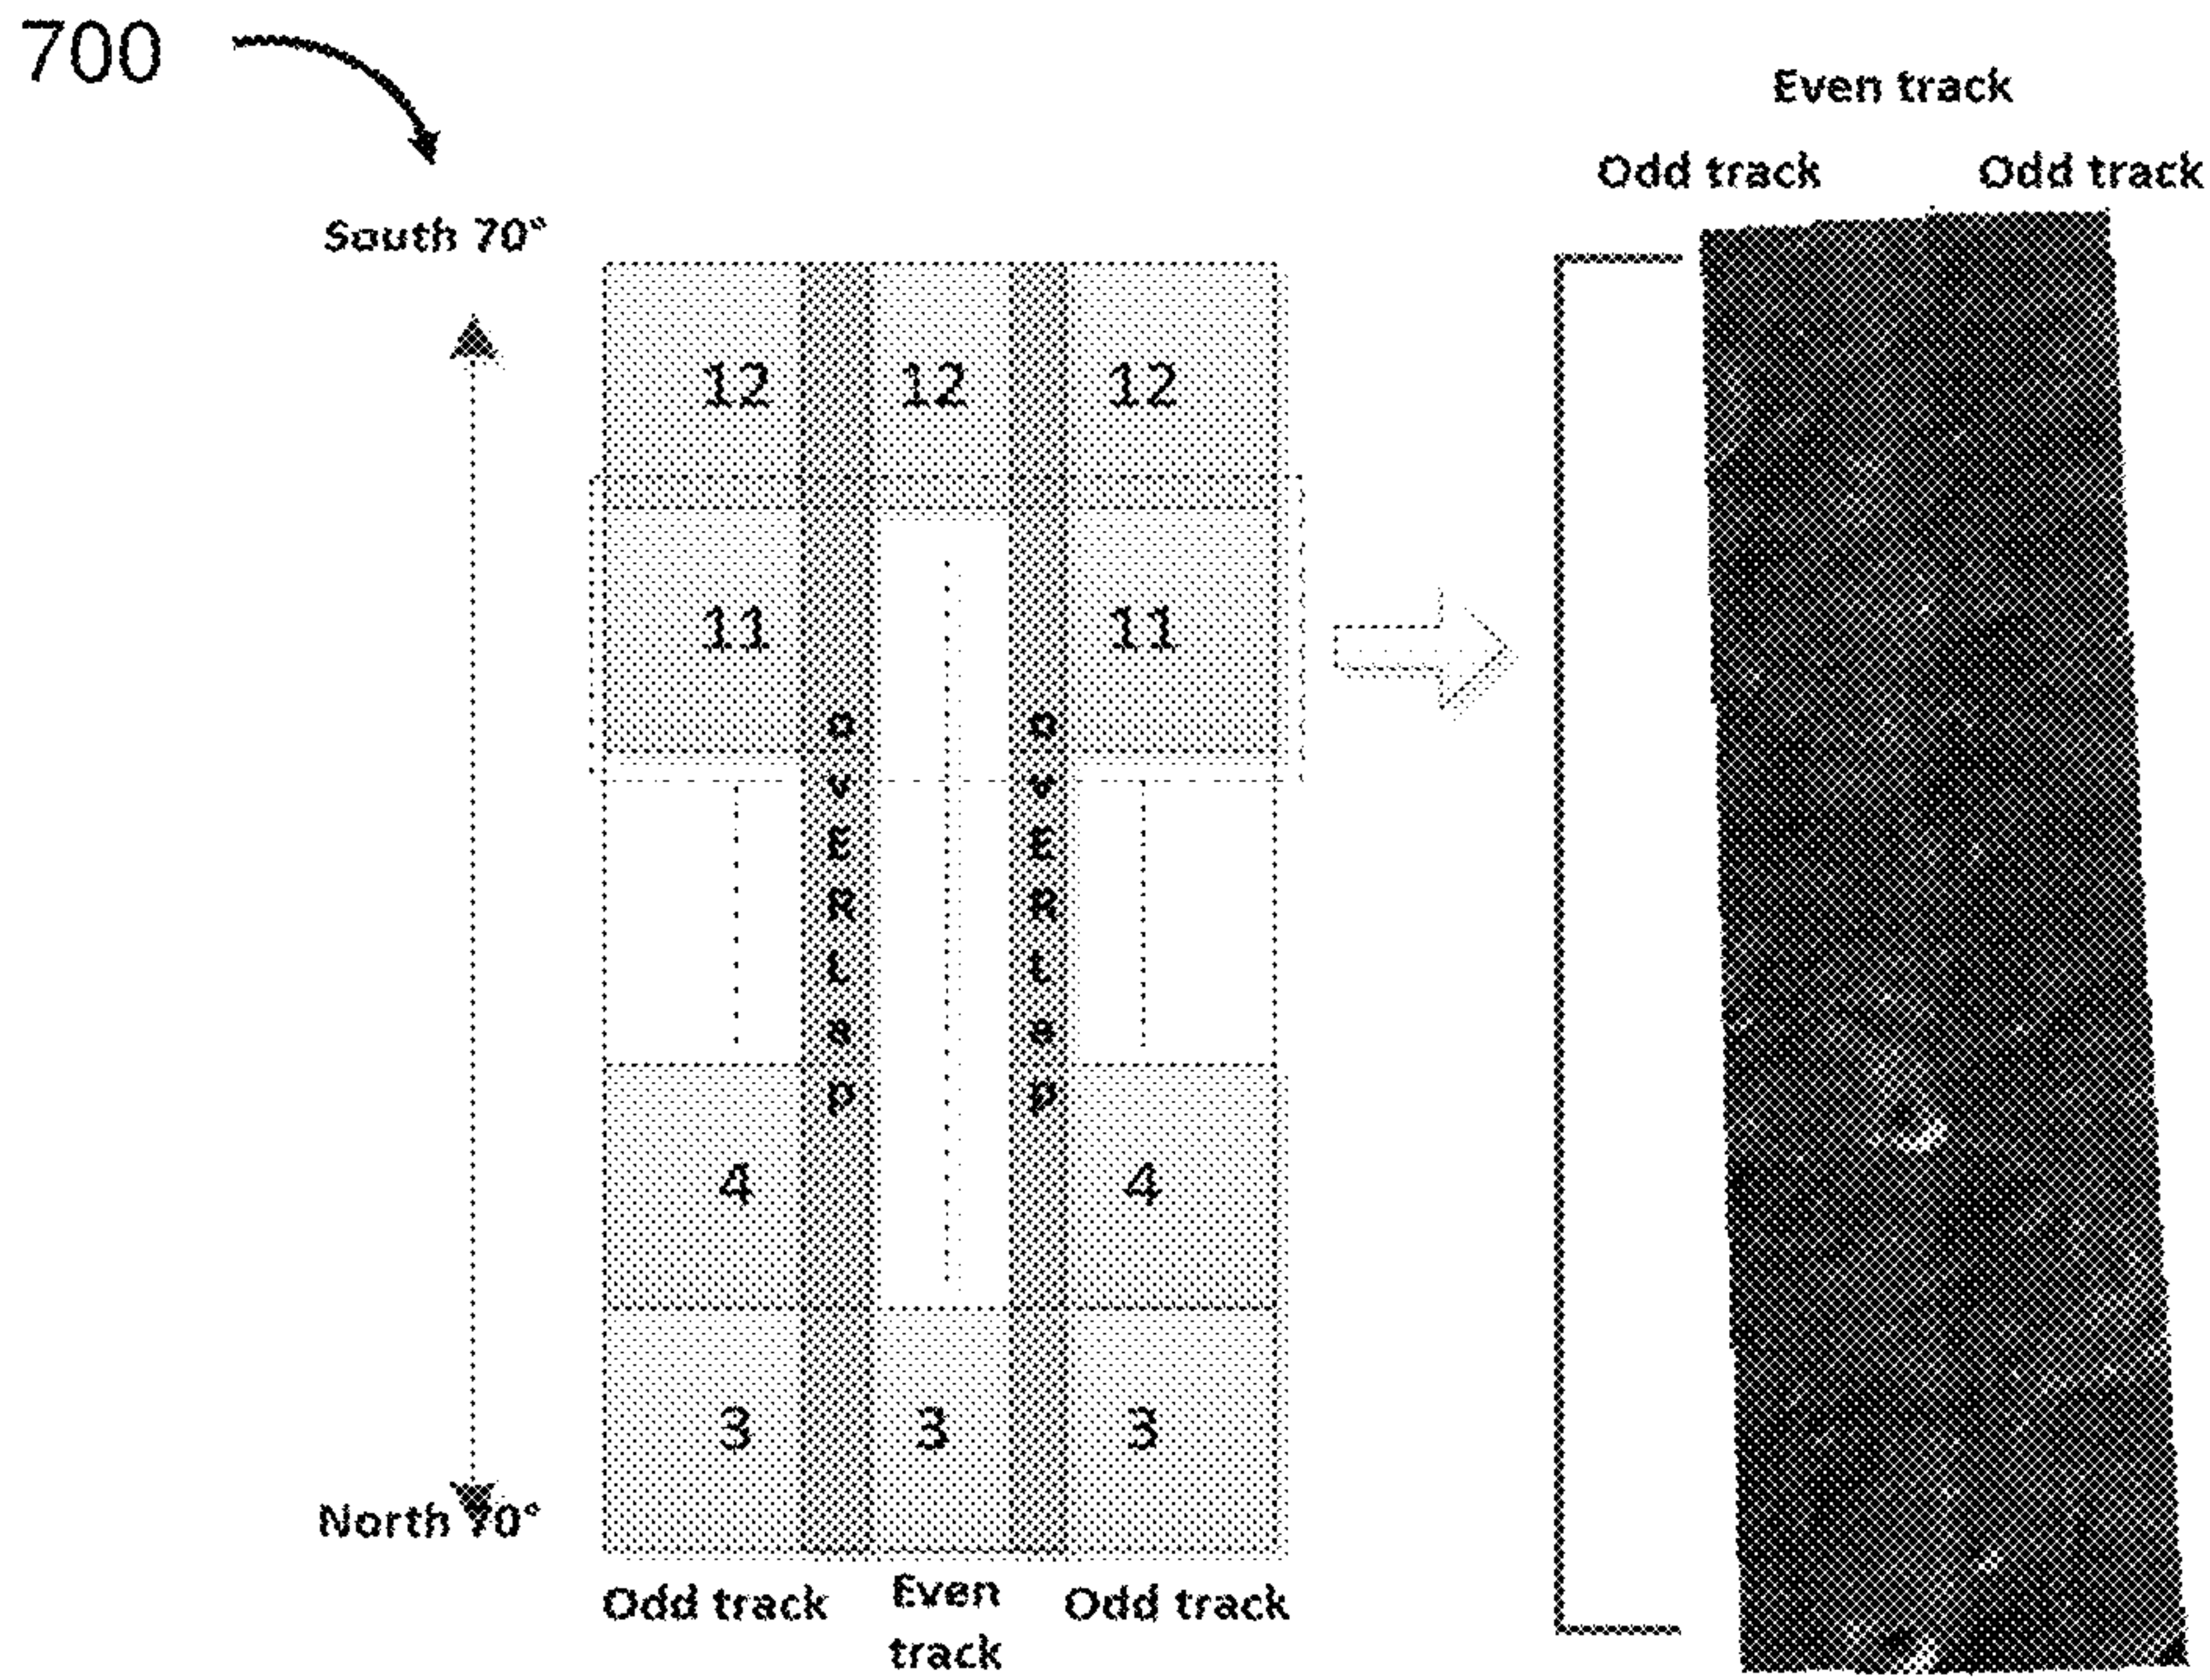 700
Even track
Odd track Odd track
South 70°
12 12 12
11 11
OvERLap OvERLap
4 4
3 3 3
North 70°
Odd track Even track Odd track